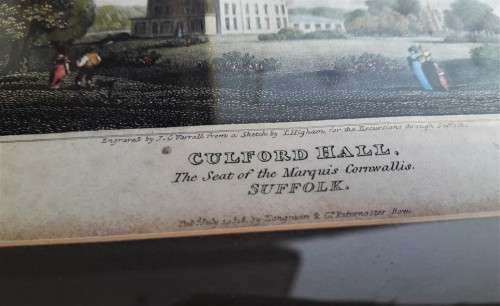 Engraved by J. C. Varrall from a Sketch by T. Higham, for the Excursions through Suffolk.
CULFORD HALL,
The Seat of the Marquis Cornwallis.
SUFFOLK.
Pub. July 1818 by Longman & Co. Paternoster Row.